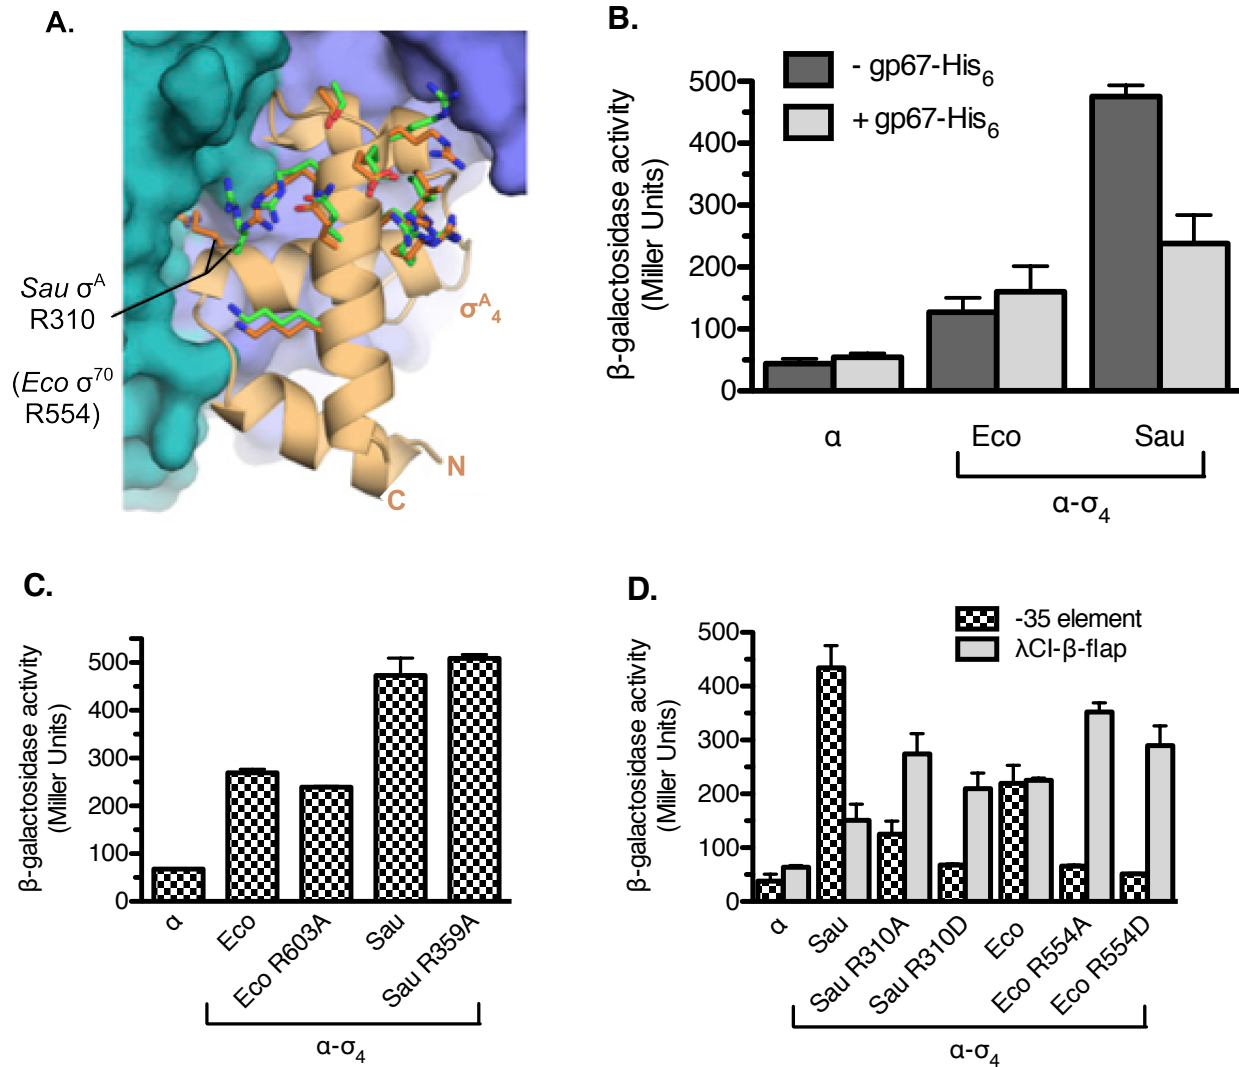 A.
Sau σᴬ
R310
(Eco σ⁷⁰
R554)
σᴬ₄
N
C
B.
- gp67-His₆
+ gp67-His₆
β-galactosidase activity
(Miller Units)
500
400
300
200
100
0
α
Eco
Sau
α-σ₄
C.
β-galactosidase activity
(Miller Units)
500
400
300
200
100
0
α
Eco
Eco R603A
Sau
Sau R359A
α-σ₄
D.
-35 element
λCI-β-flap
β-galactosidase activity
(Miller Units)
500
400
300
200
100
0
α
Sau
Sau R310A
Sau R310D
Eco
Eco R554A
Eco R554D
α-σ₄